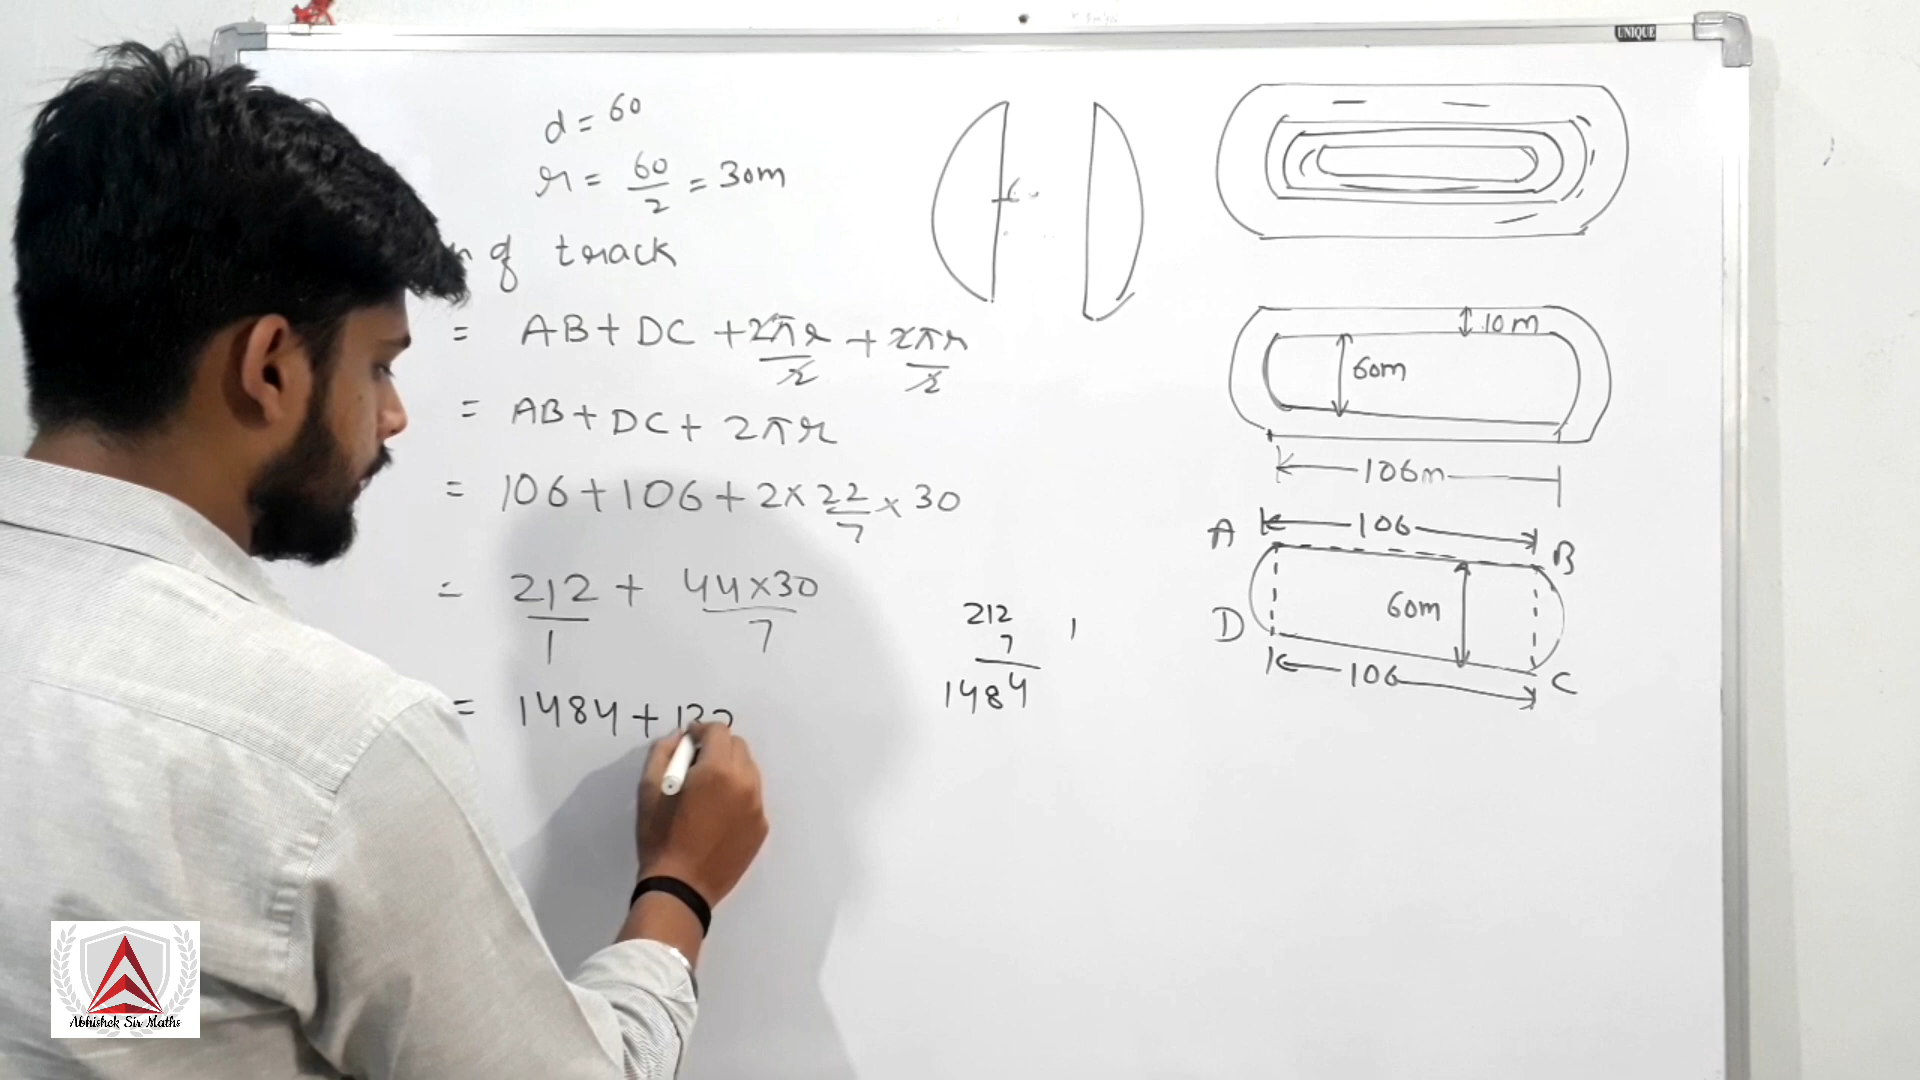 UNIQUE
d = 60
r = 60/2 = 30m
of track
= AB + DC + 2πr/2 + 2πr/2
= AB + DC + 2πr
= 106 + 106 + 2 × 22/7 × 30
= 212/1 + 44×30/7
= 1484 + 132
212
7
1484
10m
60m
106m
A 106 B
60m
D 106 C
Abhishek Sir Maths